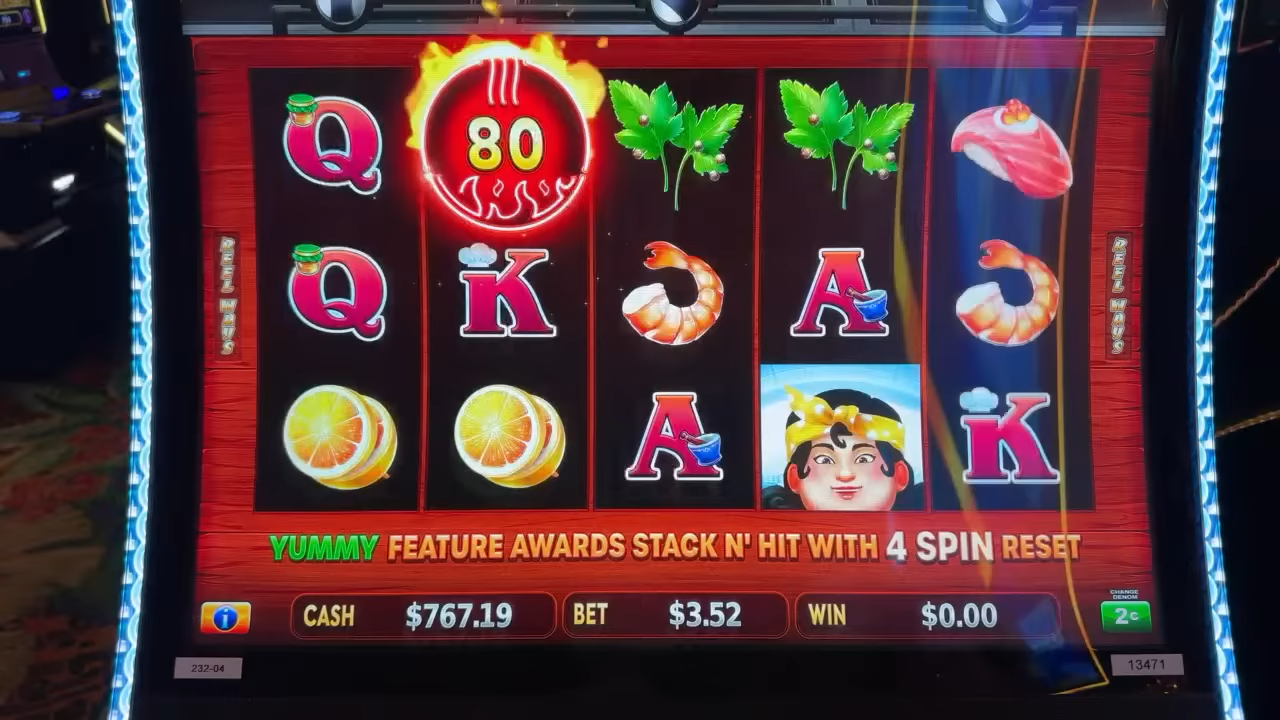 Q
80
Q
K
A
A
K
REEL WAYS
REEL WAYS
YUMMY FEATURE AWARDS STACK N' HIT WITH 4 SPIN RESET
CASH $767.19 BET $3.52 WIN $0.00
CHANGE
DENOM
2¢
232-04
13471